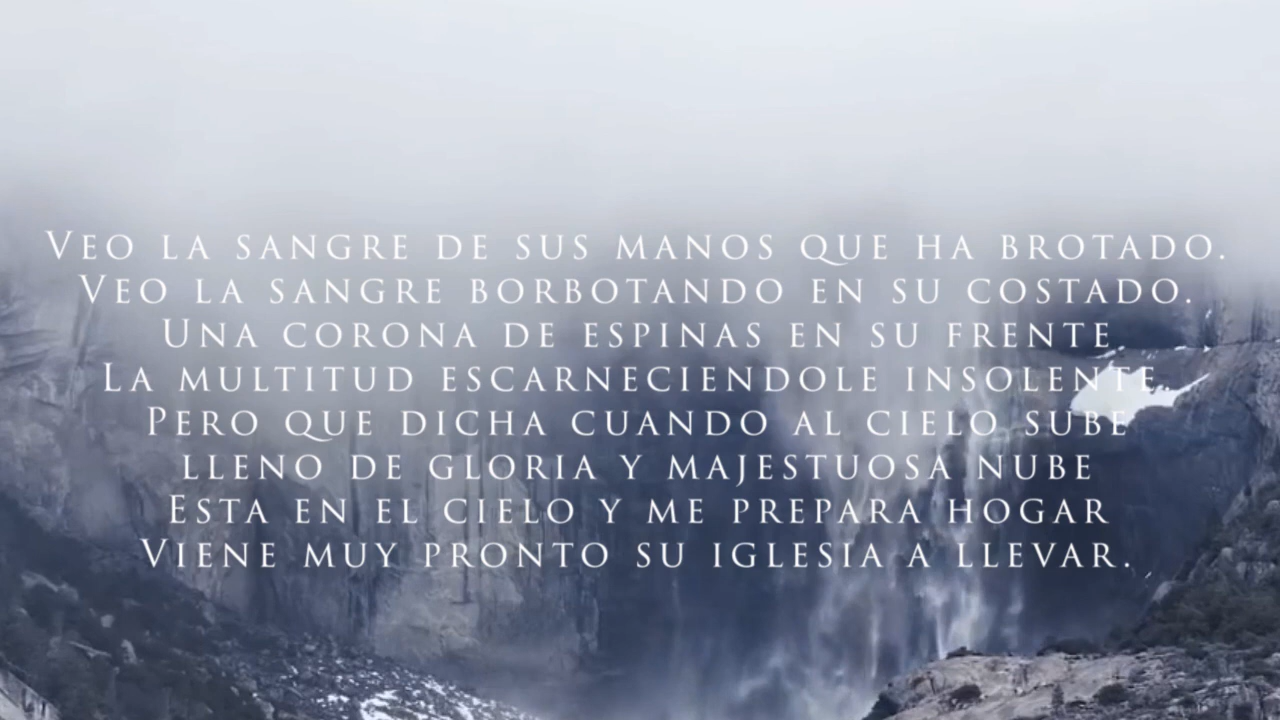 Veo la sangre de sus manos que ha brotado.
Veo la sangre borbotando en su costado.
Una corona de espinas en su frente
La multitud escarneciendole insolente.
Pero que dicha cuando al cielo sube
lleno de gloria y majestuosa nube
Esta en el cielo y me prepara hogar
Viene muy pronto su iglesia a llevar.